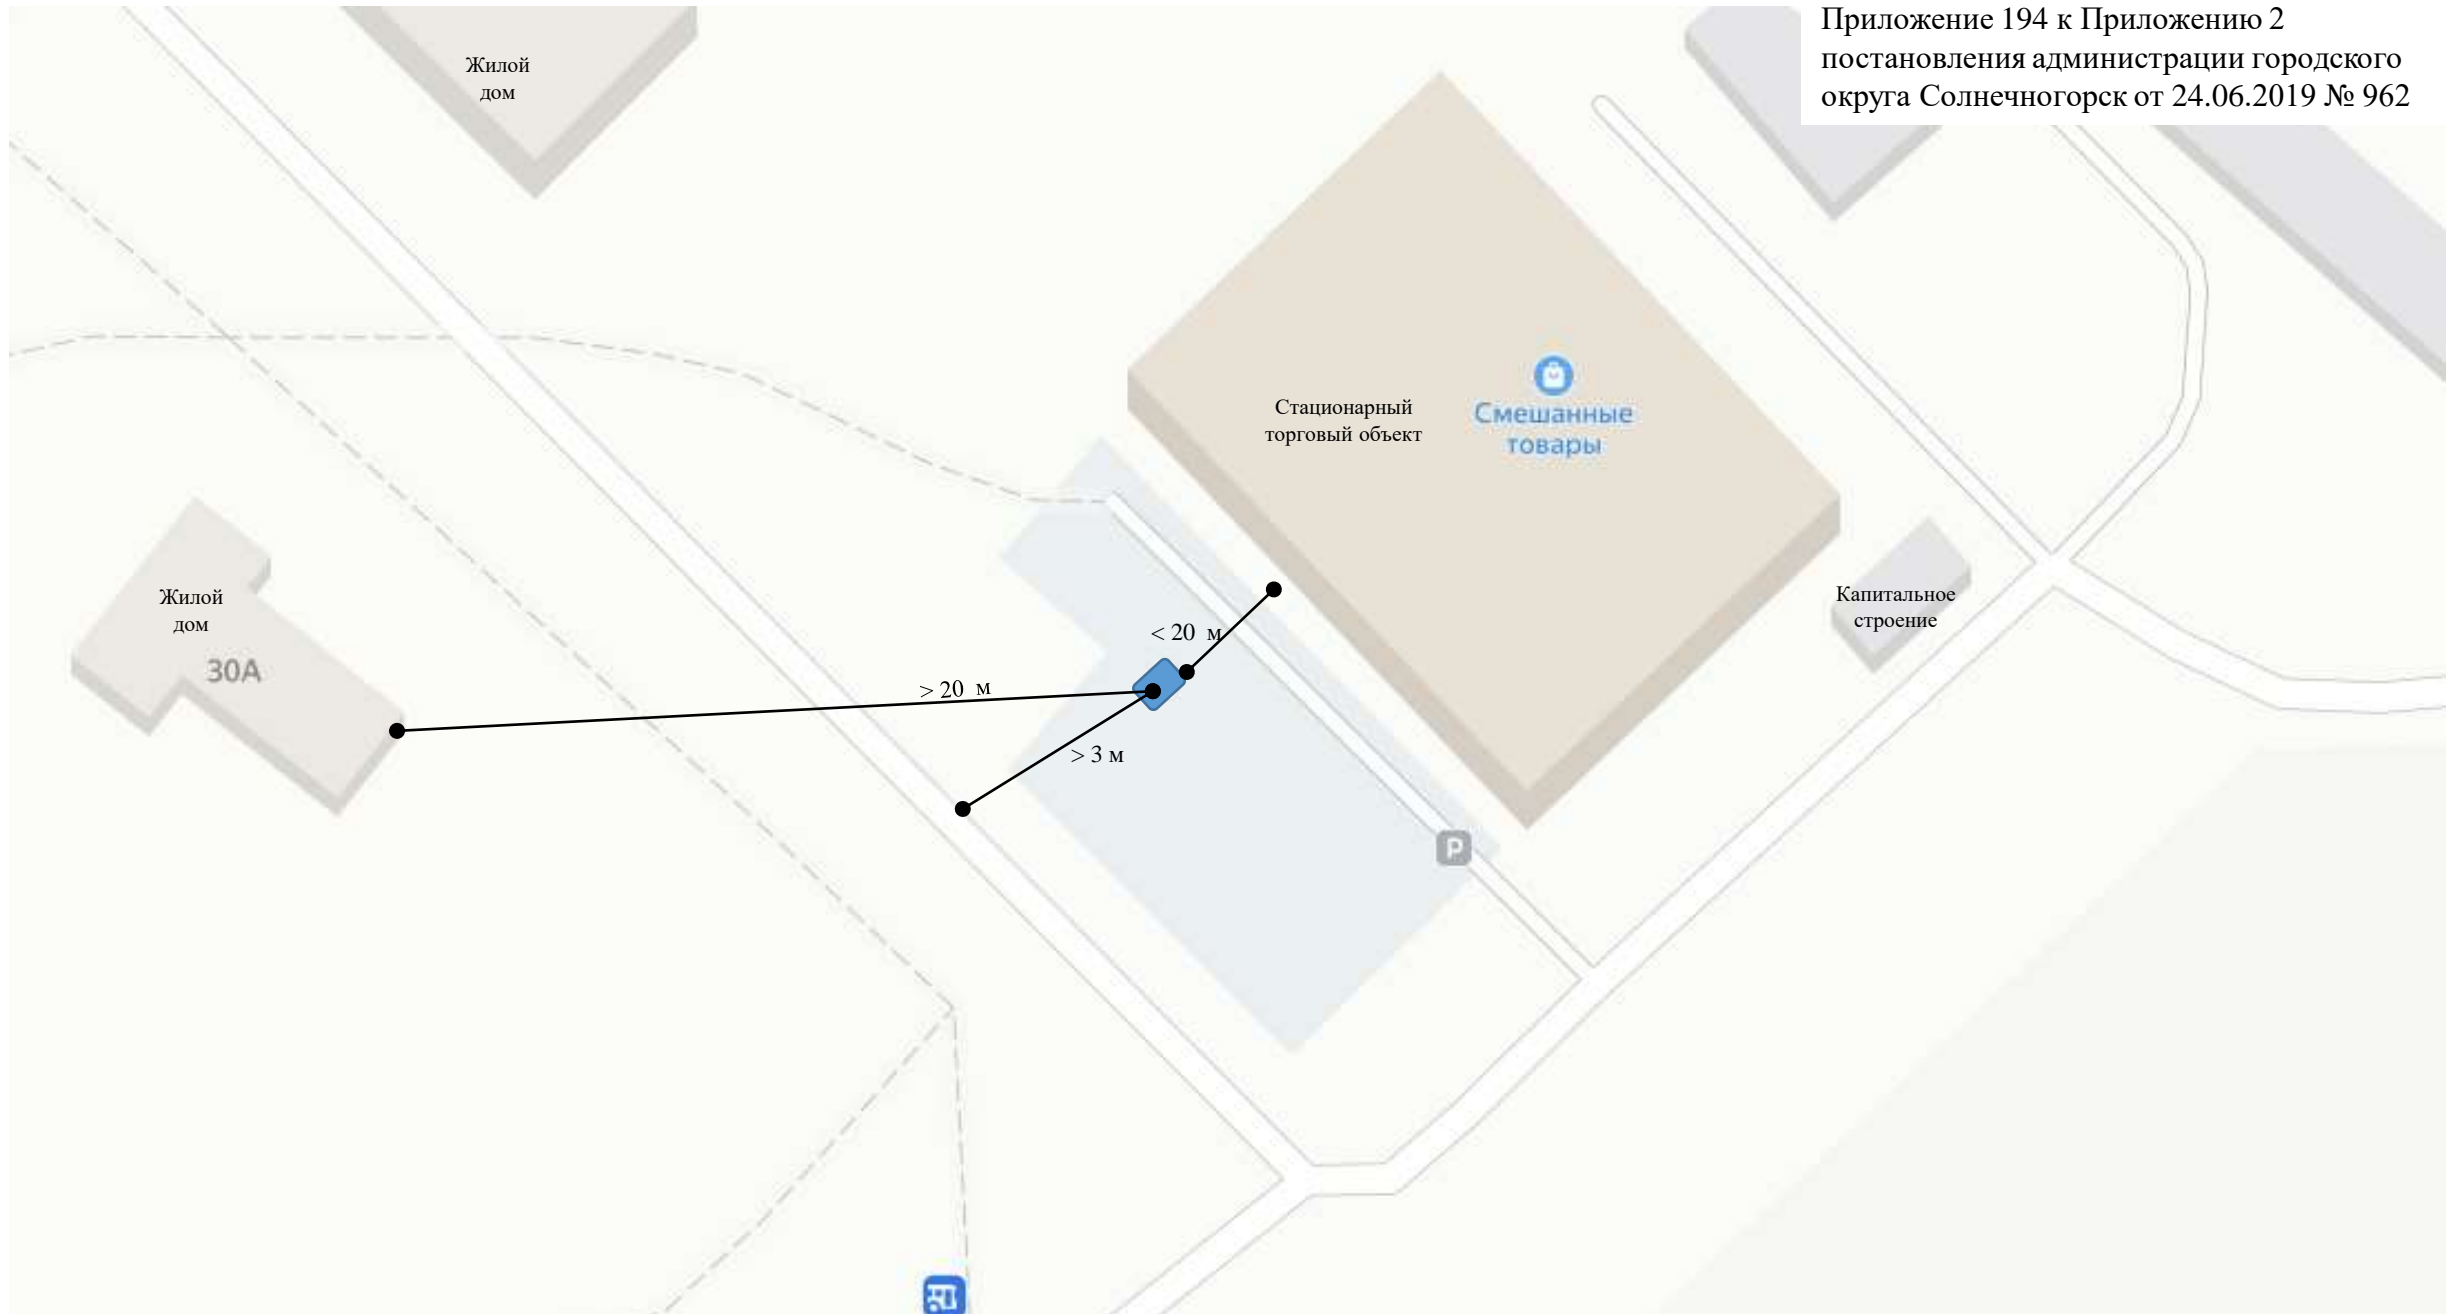 Приложение 194 к Приложению 2
постановления администрации городского
округа Солнечногорск от 24.06.2019 № 962
Жилой
дом
Стационарный
торговый объект
Смешанные
товары
Жилой
дом
30А
Капитальное
строение
< 20 м
> 20 м
> 3 м
P